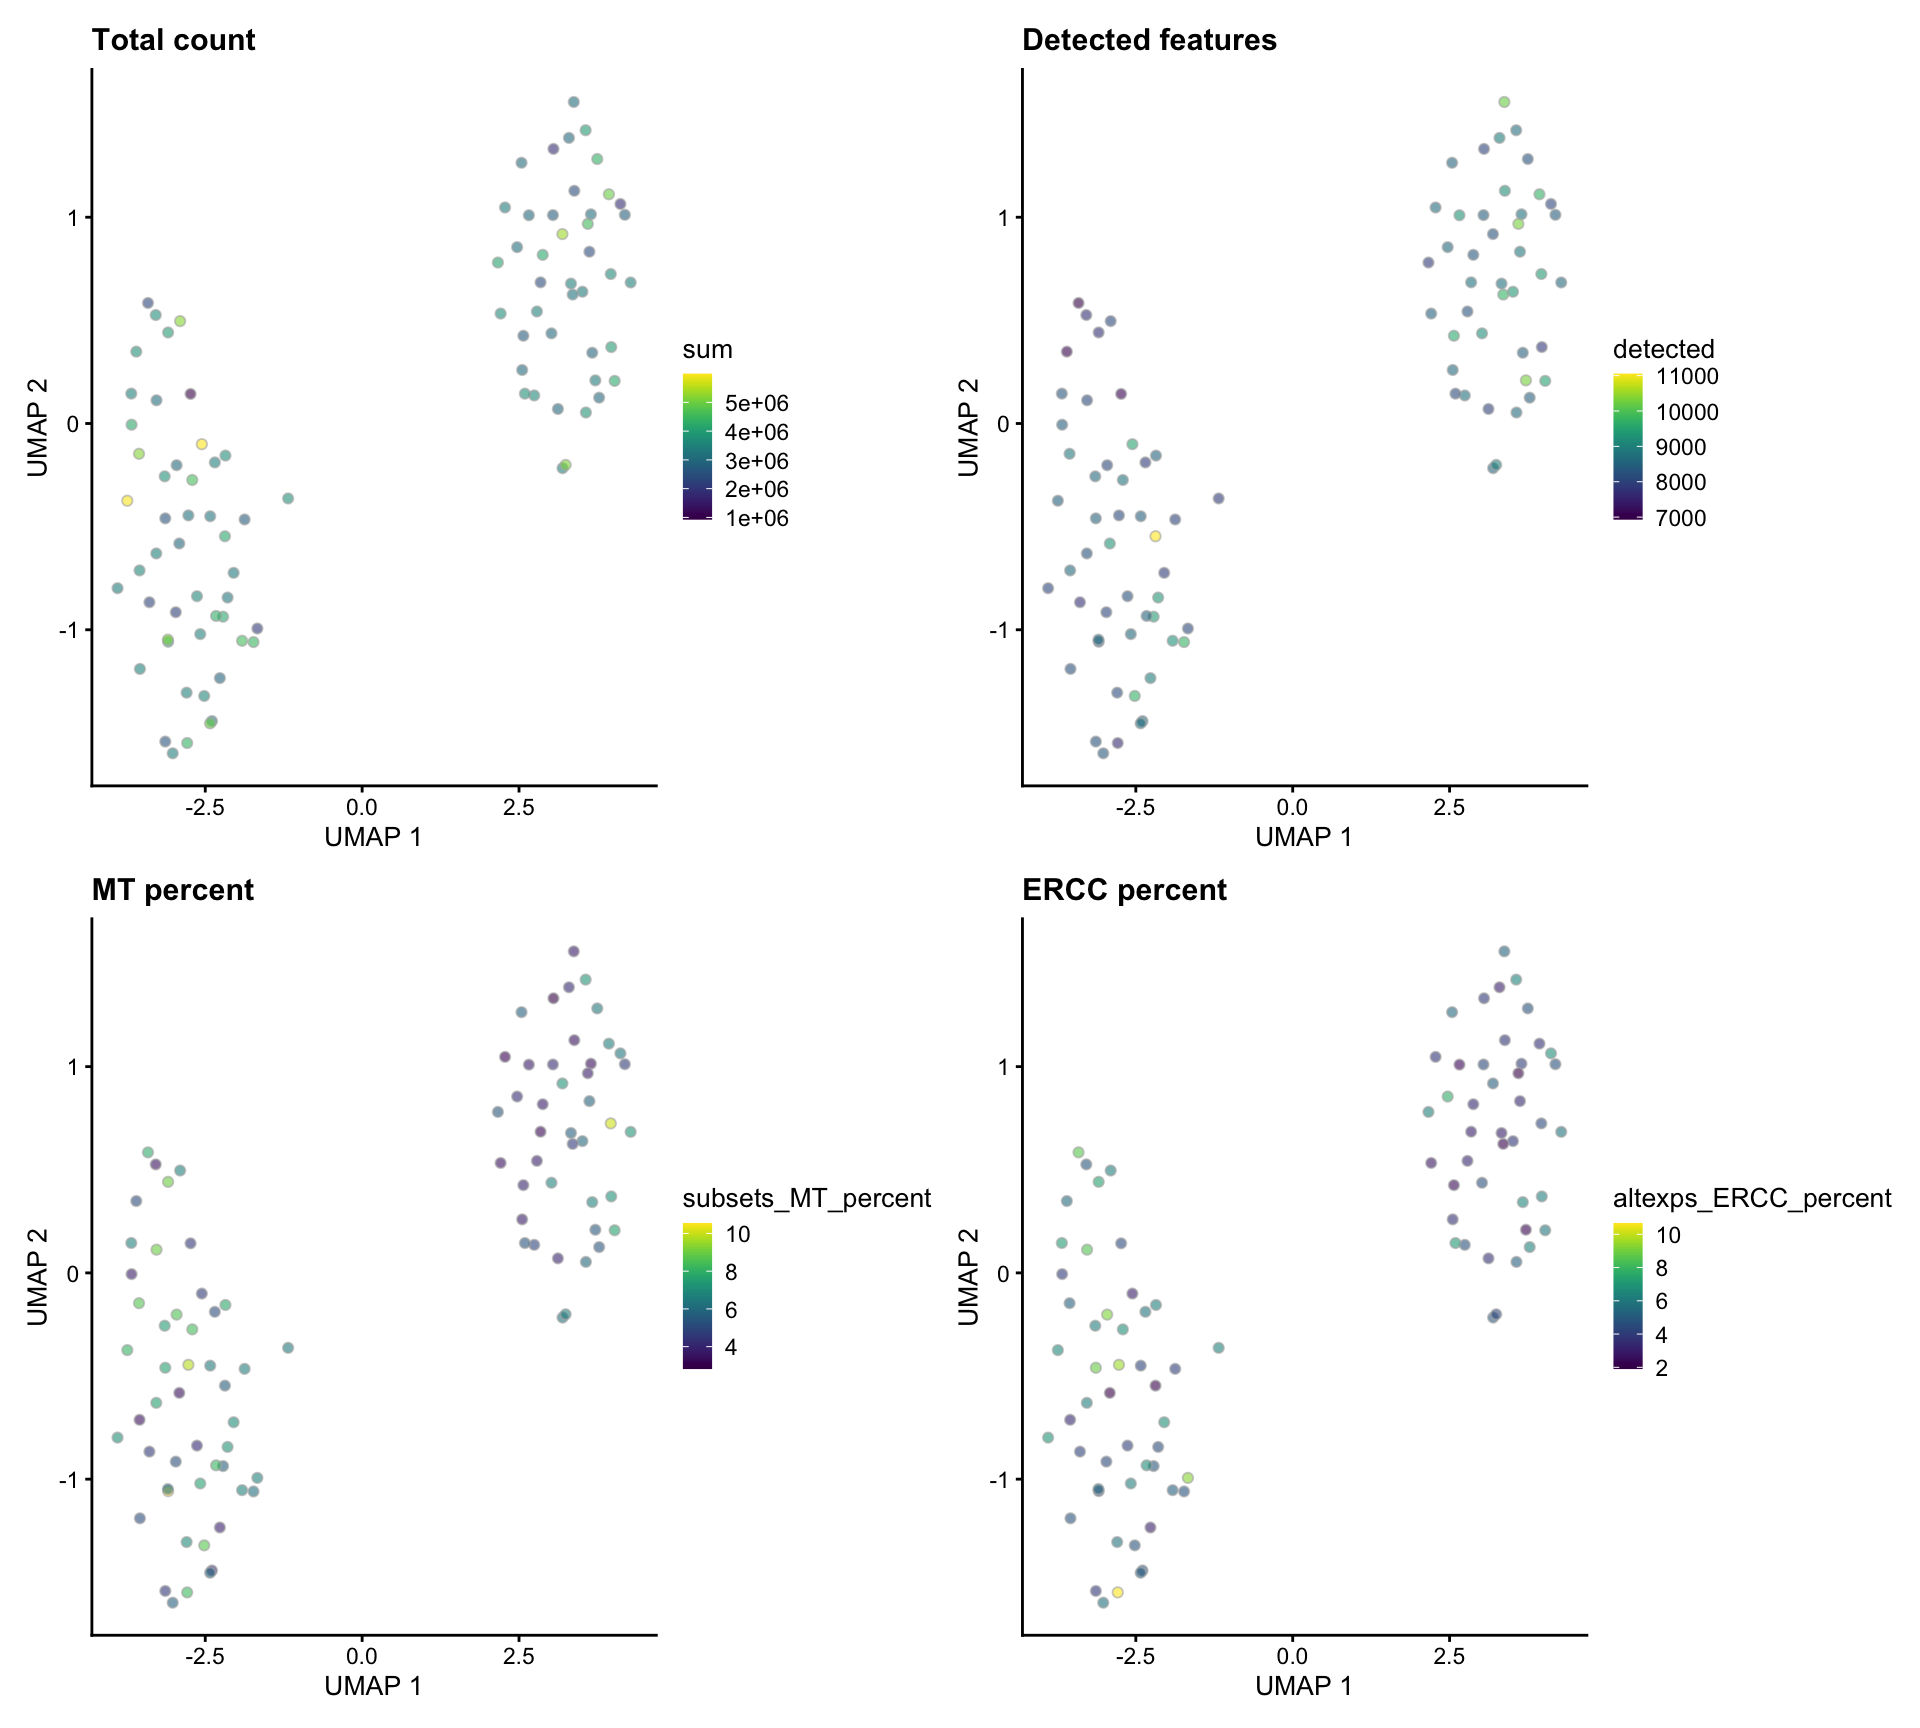 Total count
UMAP 2
1
0
-1
-2.5
0.0
2.5
UMAP 1
sum
5e+06
4e+06
3e+06
2e+06
1e+06
Detected features
UMAP 2
1
0
-1
-2.5
0.0
2.5
UMAP 1
detected
11000
10000
9000
8000
7000
MT percent
UMAP 2
1
0
-1
-2.5
0.0
2.5
UMAP 1
subsets_MT_percent
10
8
6
4
ERCC percent
UMAP 2
1
0
-1
-2.5
0.0
2.5
UMAP 1
altexps_ERCC_percent
10
8
6
4
2